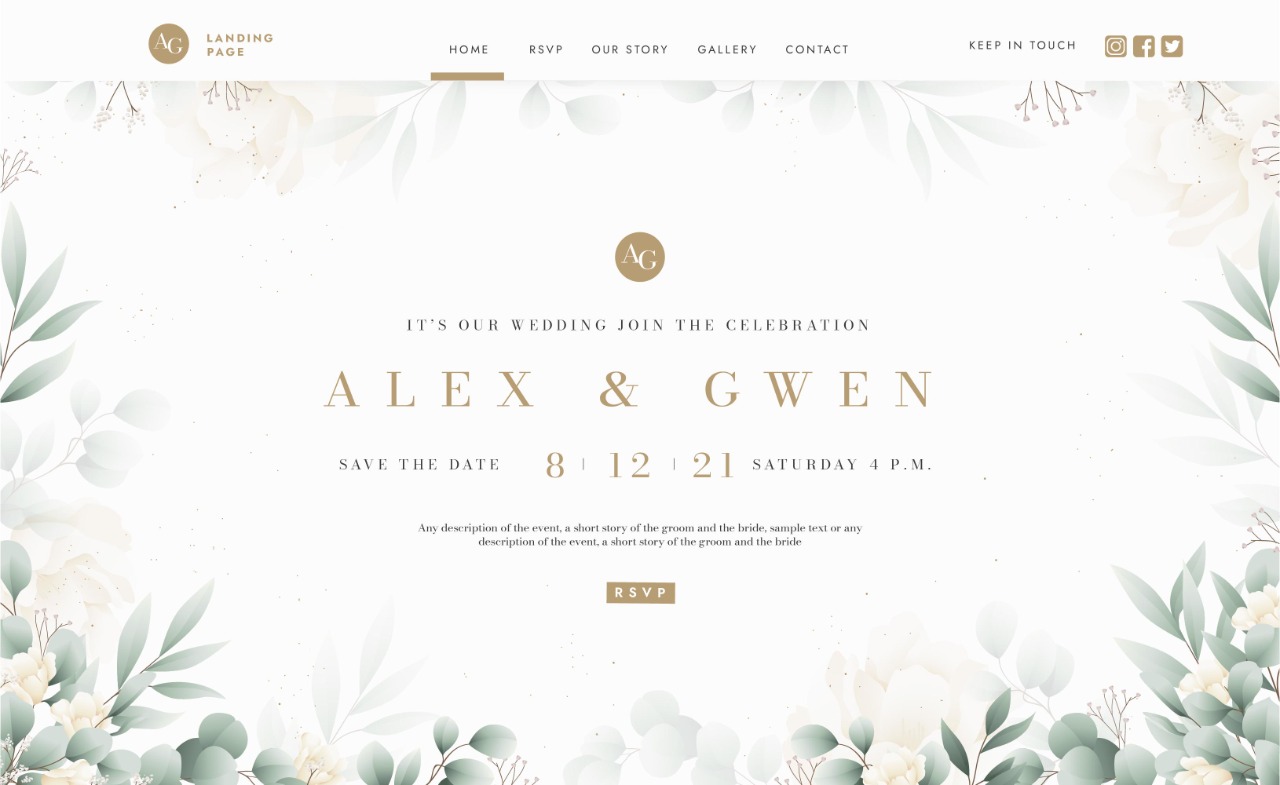 AG
LANDING
PAGE
HOME RSVP OUR STORY GALLERY CONTACT
KEEP IN TOUCH
AG
IT'S OUR WEDDING JOIN THE CELEBRATION
ALEX & GWEN
SAVE THE DATE 8 | 12 | 21 SATURDAY 4 P.M.
Any description of the event, a short story of the groom and the bride, sample text or any
description of the event, a short story of the groom and the bride
RSVP